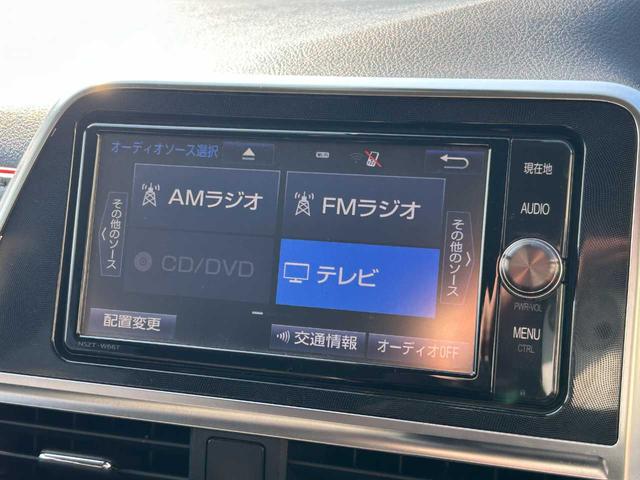 オーディオソース選択
現在地
AMラジオ
FMラジオ
AUDIO
その他のソース
その他のソース
CD/DVD
テレビ
PWR•VOL
配置変更
交通情報
オーディオOFF
MENU
CTRL
NSZT-W66T